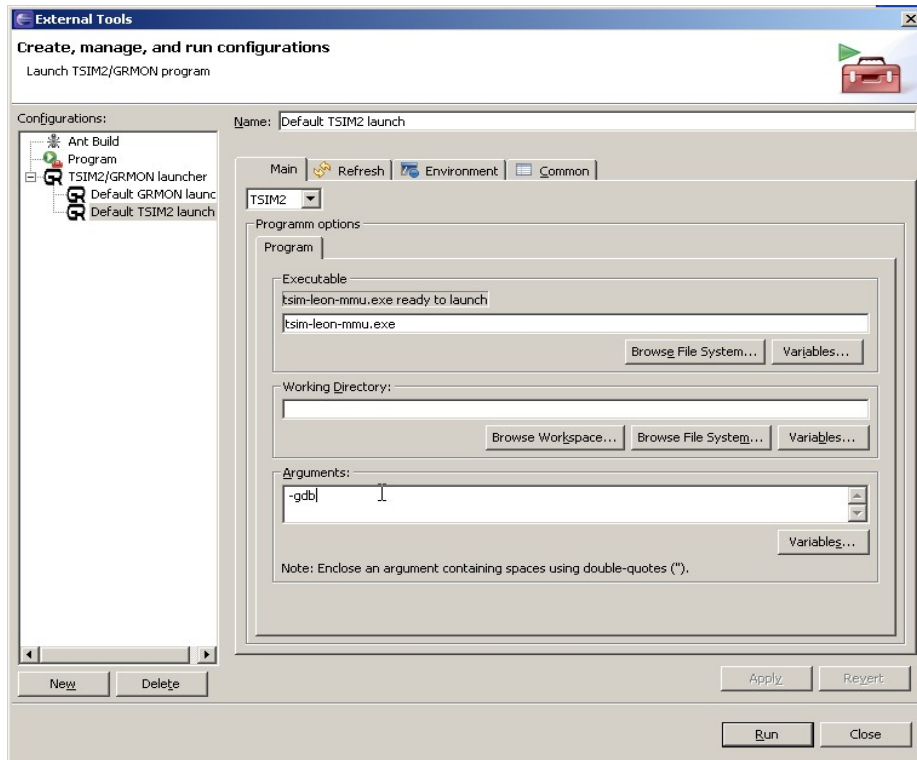 External Tools
Create, manage, and run configurations
Launch TSIM2/GRMON program
Configurations:
Ant Build
Program
TSIM2/GRMON launcher
Default GRMON launc
Default TSIM2 launch
New
Delete
Name: Default TSIM2 launch
Main Refresh Environment Common
TSIM2
Programm options
Program
Executable
tsim-leon-mmu.exe ready to launch
tsim-leon-mmu.exe
Browse File System... Variables...
Working Directory:
Browse Workspace... Browse File System... Variables...
Arguments:
-gdb
Variables...
Note: Enclose an argument containing spaces using double-quotes (").
Apply Revert
Run Close